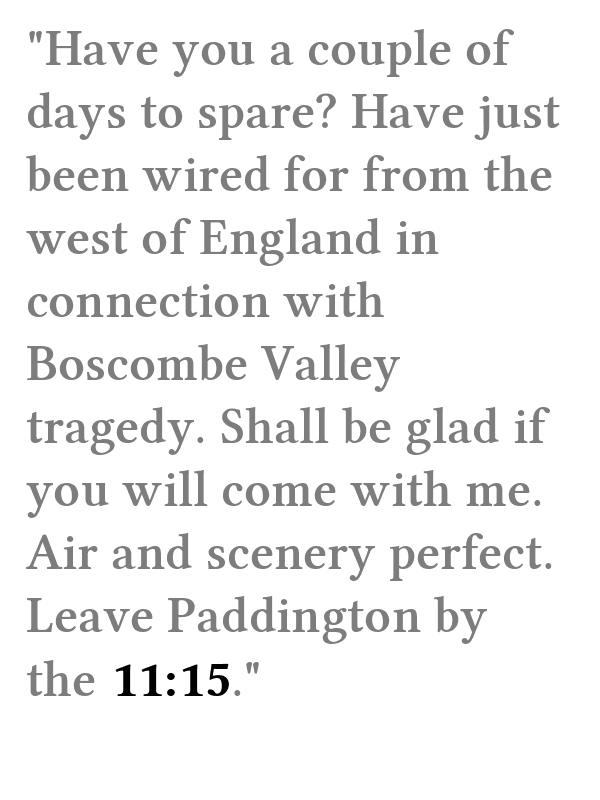 "Have you a couple of
days to spare? Have just
been wired for from the
west of England in
connection with
Boscombe Valley
tragedy. Shall be glad if
you will come with me.
Air and scenery perfect.
Leave Paddington by
the 11:15."